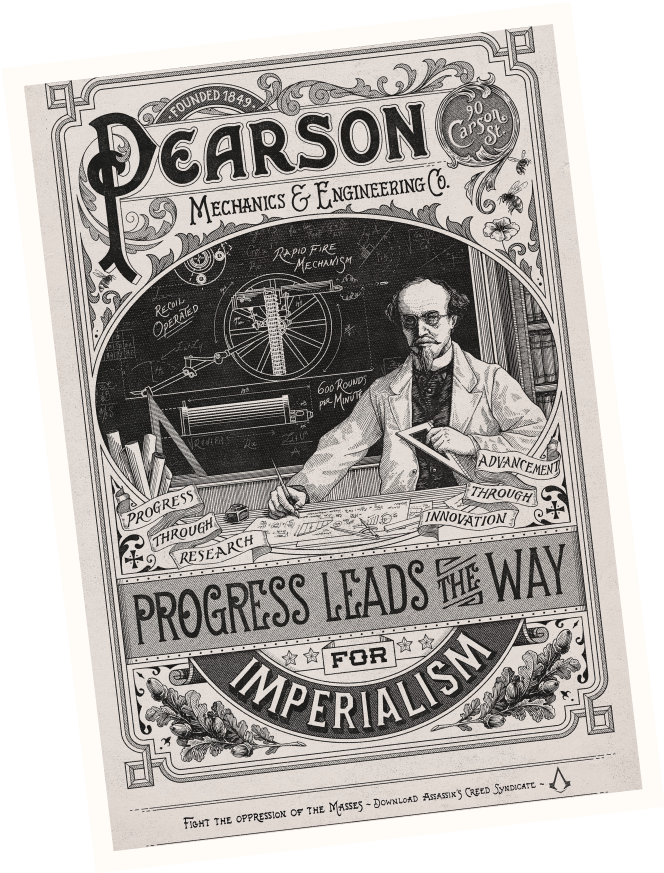 FOUNDED 1849
PEARSON
90
Carson
St.
MECHANICS & ENGINEERING CO.
RAPID FIRE
MECHANISM
RECOIL
OPERATED
600 ROUNDS
PER MINUTE
PROGRESS
THROUGH
RESEARCH
ADVANCEMENT
THROUGH
INNOVATION
PROGRESS LEADS THE WAY
FOR
IMPERIALISM
FIGHT THE OPPRESSION OF THE MASSES ~ DOWNLOAD ASSASSIN'S CREED SYNDICATE ~